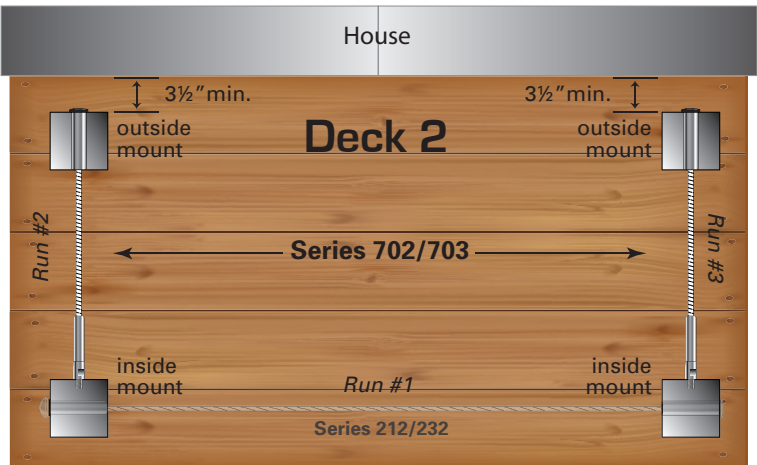 House
3½” min.
3½” min.
outside
mount
Deck 2
outside
mount
Run #2
Series 702/703
Run #3
inside
mount
Run #1
inside
mount
Series 212/232